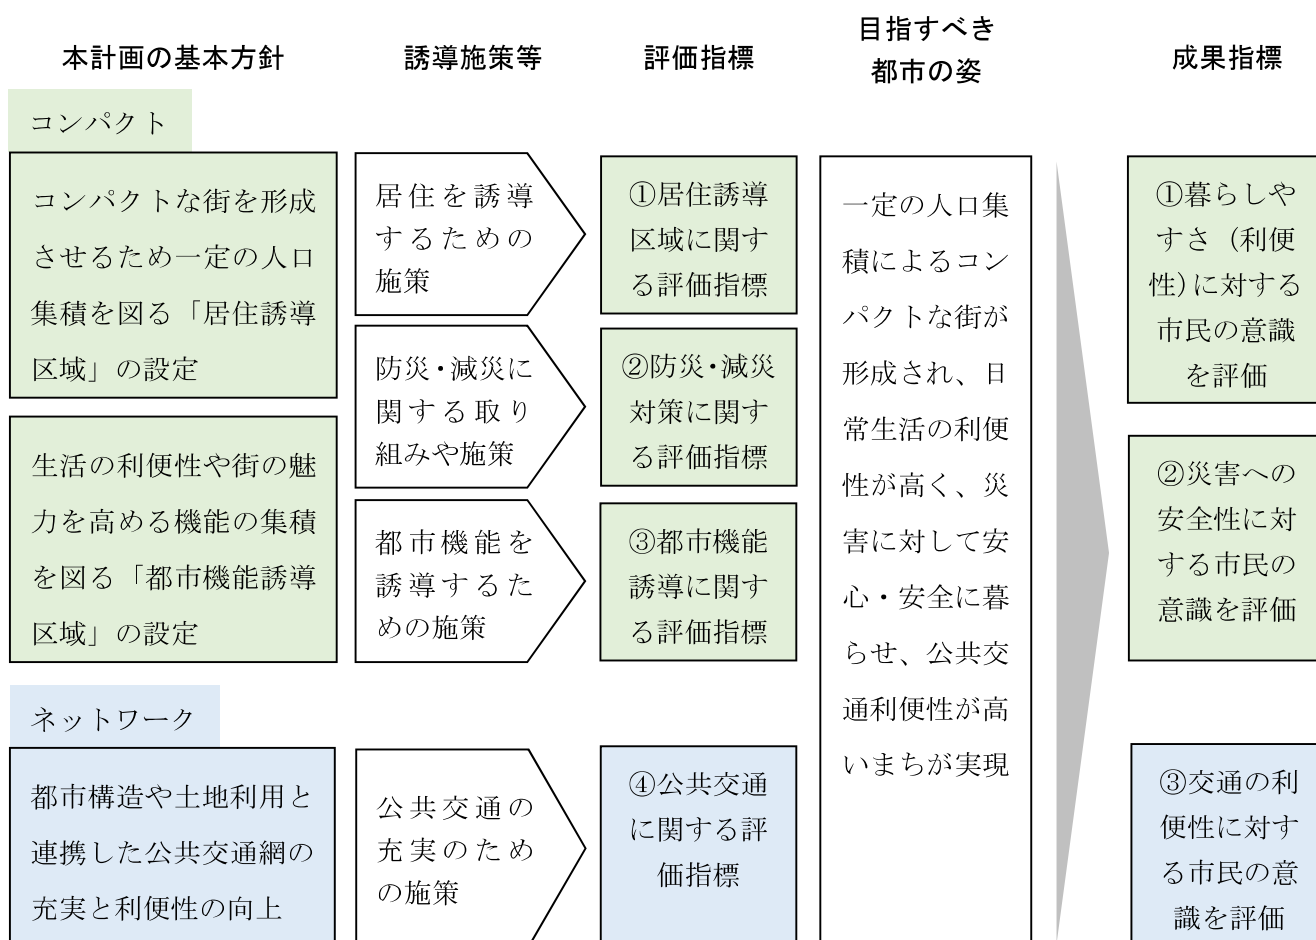 本計画の基本方針
誘導施策等
評価指標
目指すべき
都市の姿
成果指標
コンパクト
コンパクトな街を形成
させるため一定の人口
集積を図る「居住誘導
区域」の設定
生活の利便性や街の魅
力を高める機能の集積
を図る「都市機能誘導
区域」の設定
居住を誘導
するための
施策
防災・減災に
関する取り
組みや施策
都市機能を
誘導するた
めの施策
①居住誘導
区域に関す
る評価指標
②防災・減災
対策に関す
る評価指標
③都市機能
誘導に関す
る評価指標
一定の人口集
積によるコン
パクトな街が
形成され、日
常生活の利便
性が高く、災
害に対して安
心・安全に暮
らせ、公共交
通利便性が高
いまちが実現
①暮らしや
すさ（利便
性）に対する
市民の意識
を評価
②災害への
安全性に対
する市民の
意識を評価
ネットワーク
都市構造や土地利用と
連携した公共交通網の
充実と利便性の向上
公共交通の
充実のため
の施策
④公共交通
に関する評
価指標
③交通の利
便性に対す
る市民の意
識を評価